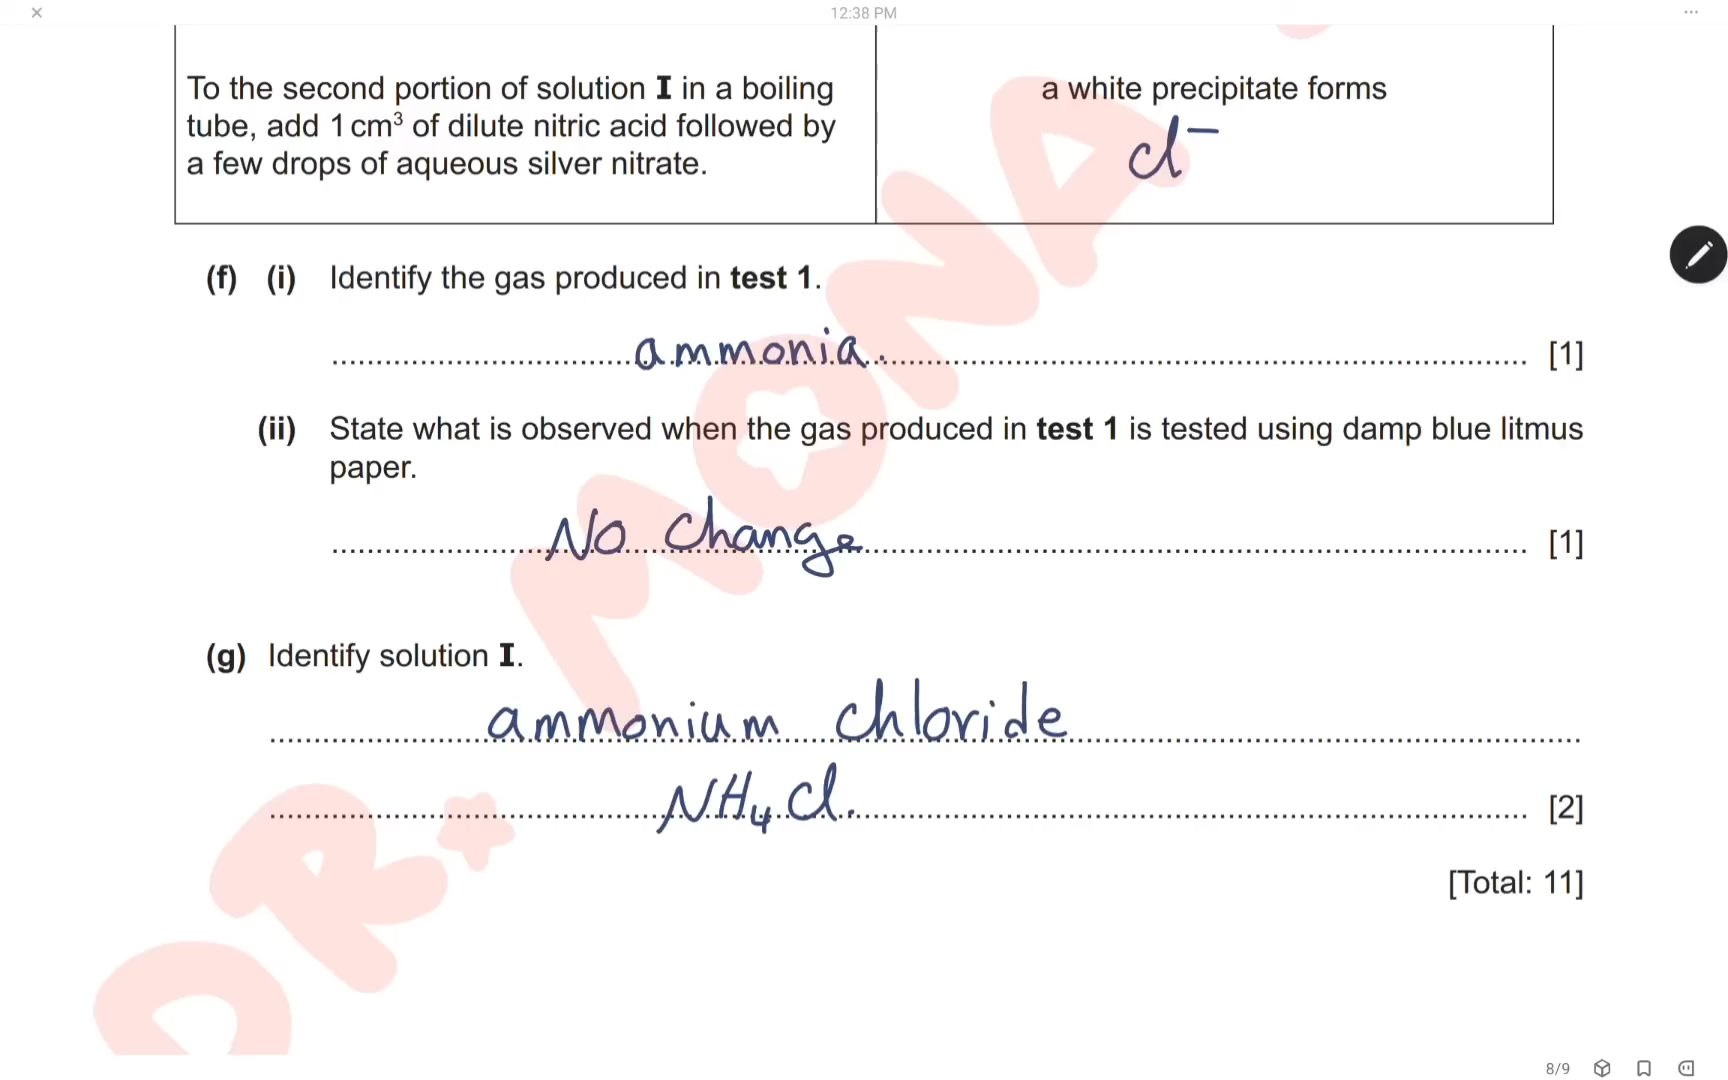 12:38 PM
To the second portion of solution I in a boiling
tube, add 1 cm³ of dilute nitric acid followed by
a few drops of aqueous silver nitrate.
a white precipitate forms
Cl⁻
(f) (i) Identify the gas produced in test 1.
ammonia. [1]
(ii) State what is observed when the gas produced in test 1 is tested using damp blue litmus
paper.
No change [1]
(g) Identify solution I.
ammonium chloride
NH₄Cl. [2]
[Total: 11]
DR. MONA
8/9